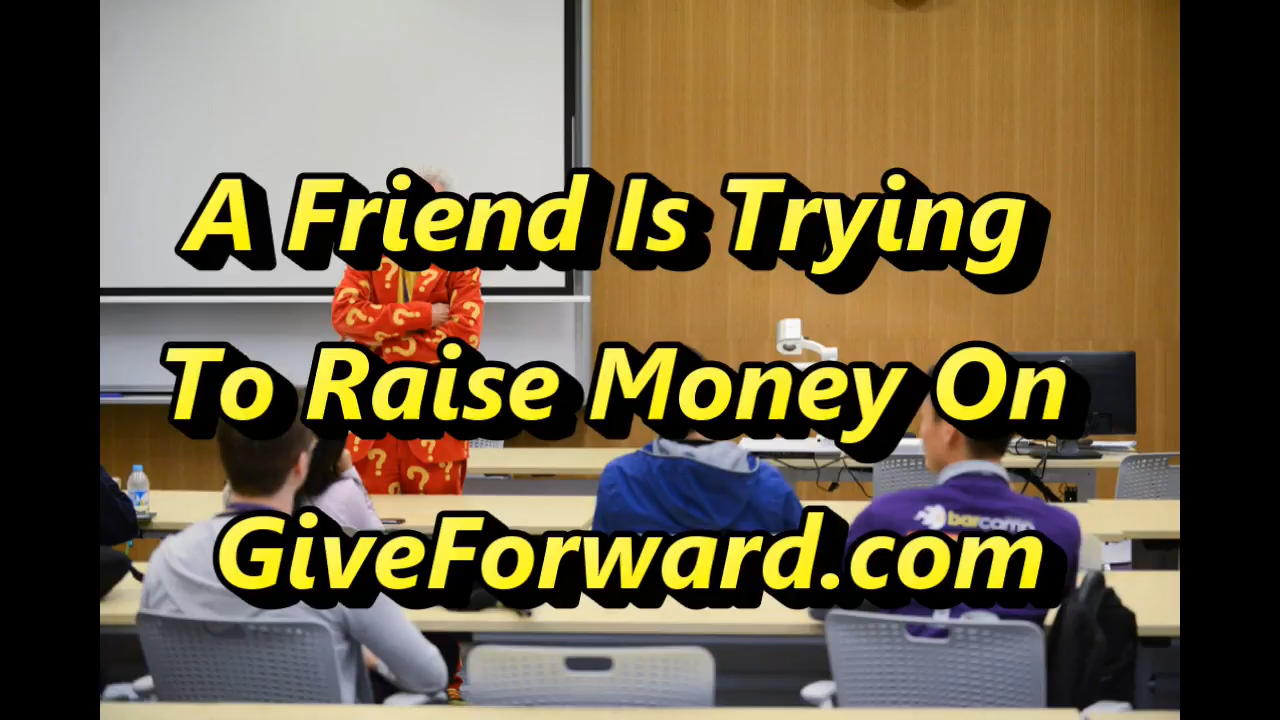 A Friend Is Trying
To Raise Money On
GiveForward.com
barcamp